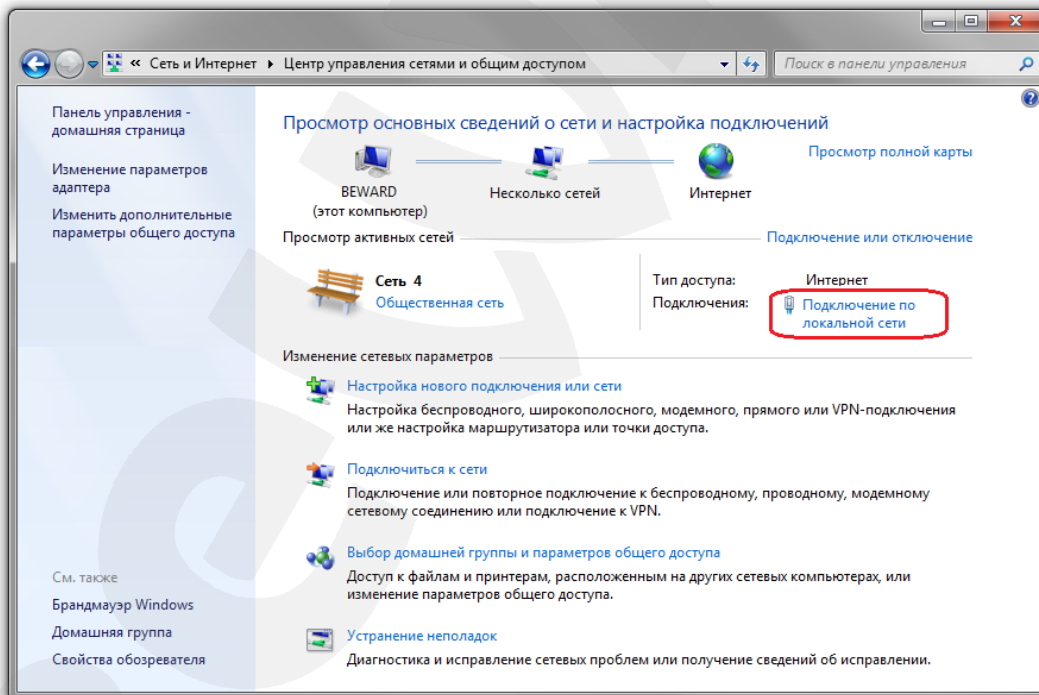 « Сеть и Интернет ▸ Центр управления сетями и общим доступом
Поиск в панели управления
Панель управления -
домашняя страница
Изменение параметров
адаптера
Изменить дополнительные
параметры общего доступа
Просмотр основных сведений о сети и настройка подключений
Просмотр полной карты
BEWARD
(этот компьютер)
Несколько сетей
Интернет
Просмотр активных сетей
Подключение или отключение
Сеть 4
Общественная сеть
Тип доступа: Интернет
Подключения: Подключение по
локальной сети
Изменение сетевых параметров
Настройка нового подключения или сети
Настройка беспроводного, широкополосного, модемного, прямого или VPN-подключения
или же настройка маршрутизатора или точки доступа.
Подключиться к сети
Подключение или повторное подключение к беспроводному, проводному, модемному
сетевому соединению или подключение к VPN.
Выбор домашней группы и параметров общего доступа
Доступ к файлам и принтерам, расположенным на других сетевых компьютерах, или
изменение параметров общего доступа.
Устранение неполадок
Диагностика и исправление сетевых проблем или получение сведений об исправлении.
См. также
Брандмауэр Windows
Домашняя группа
Свойства обозревателя